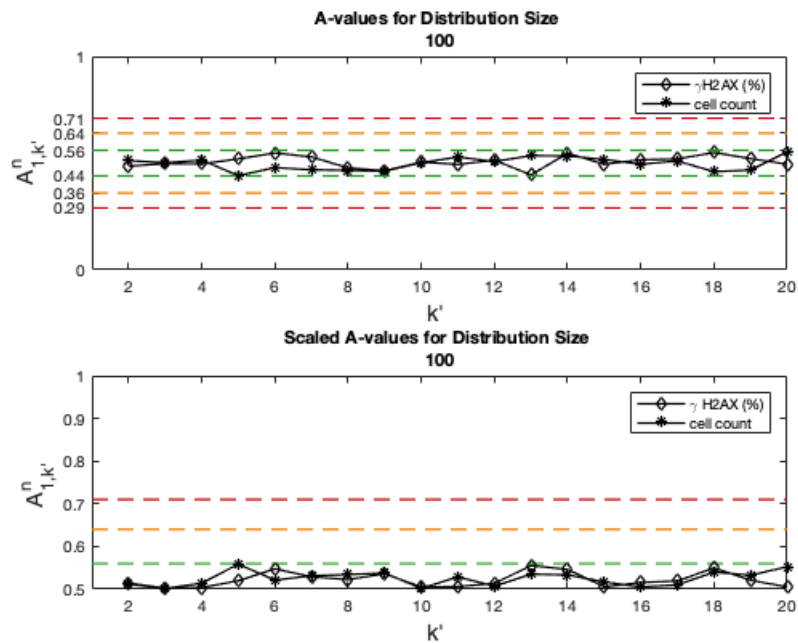 A-values for Distribution Size
100
1
γH2AX (%)
cell count
0.71
0.64
0.56
0.44
0.36
0.29
0
A^n_{1,k'}
2 4 6 8 10 12 14 16 18 20
k'
Scaled A-values for Distribution Size
100
1
γ H2AX (%)
cell count
0.9
0.8
0.7
0.6
0.5
A^n_{1,k'}
2 4 6 8 10 12 14 16 18 20
k'